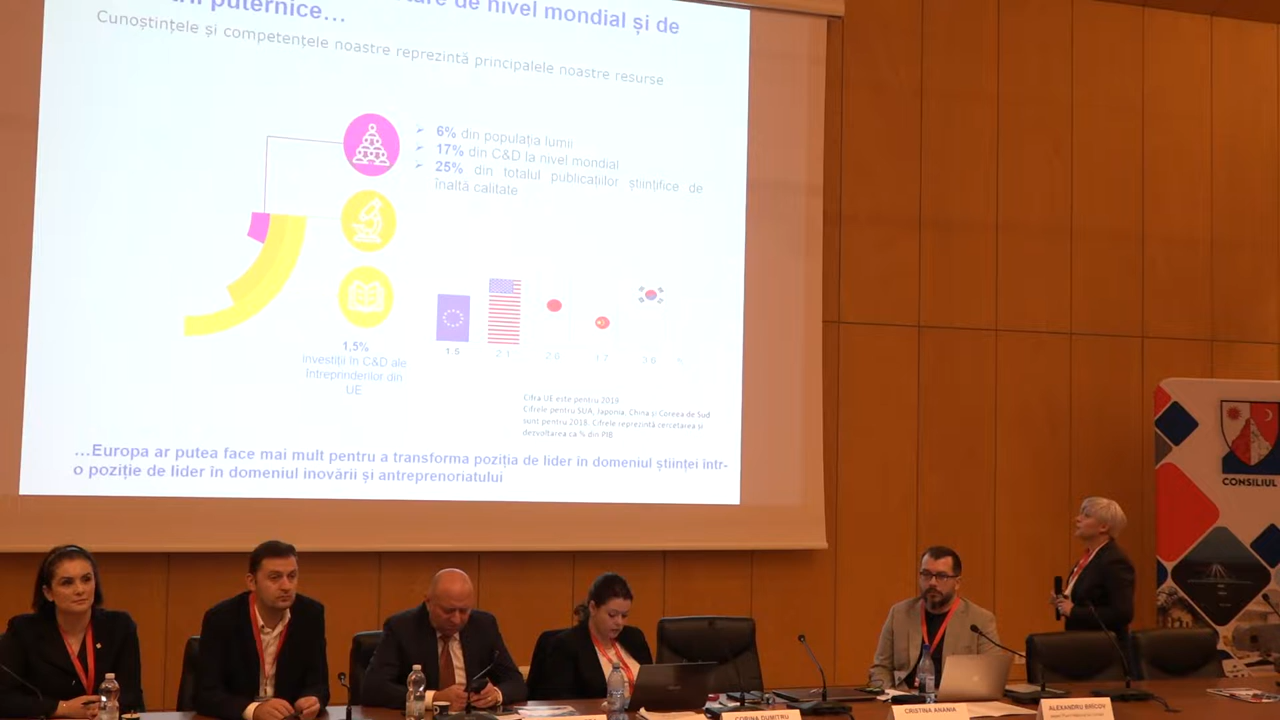 de nivel mondial și de
puternice…
Cunoștințele și competențele noastre reprezintă principalele noastre resurse
6% din populația lumii
17% din C&D la nivel mondial
25% din totalul publicațiilor științifice de
înaltă calitate
1.5
2.1
2.6
1.7
3.6
1,5%
investiții în C&D ale
întreprinderilor din
UE
Cifra UE este pentru 2019
Cifrele pentru SUA, Japonia, China și Coreea de Sud
sunt pentru 2018. Cifrele reprezintă cercetarea și
dezvoltarea ca % din PIB
…Europa ar putea face mai mult pentru a transforma poziția de lider în domeniul științei într-
o poziție de lider în domeniul inovării și antreprenoriatului
CONSILIUL
CORINA DUMITRU
CRISTINA ANANIA
ALEXANDRU BRICOV